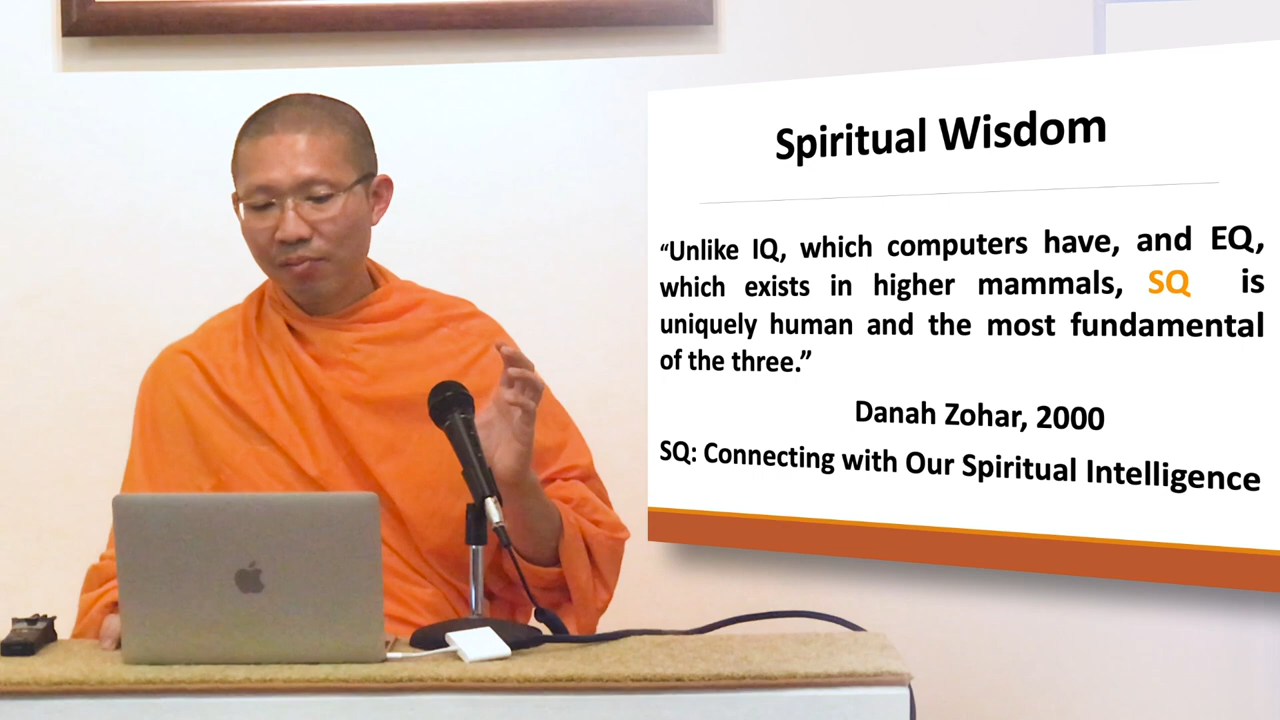 Spiritual Wisdom
“Unlike IQ, which computers have, and EQ,
which exists in higher mammals, SQ is
uniquely human and the most fundamental
of the three.”
Danah Zohar, 2000
SQ: Connecting with Our Spiritual Intelligence